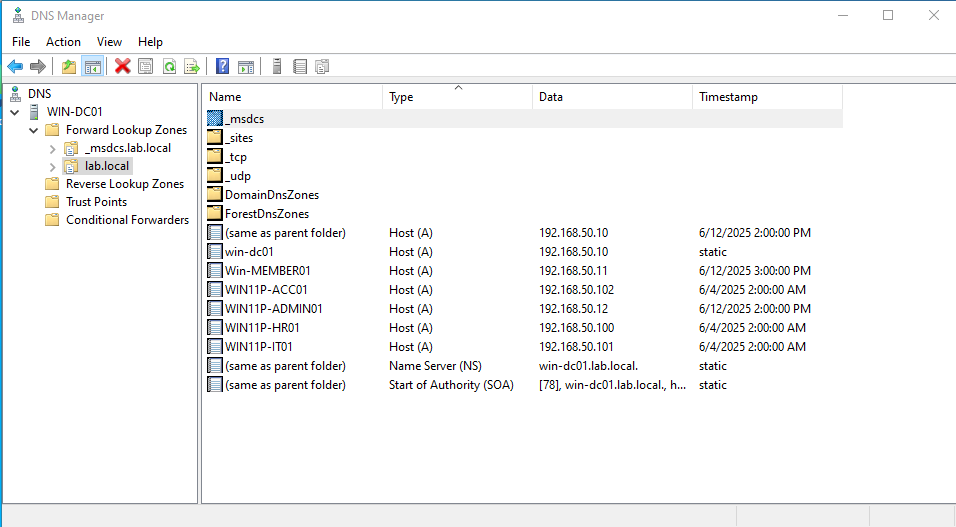 DNS Manager
File Action View Help
DNS
WIN-DC01
Forward Lookup Zones
_msdcs.lab.local
lab.local
Reverse Lookup Zones
Trust Points
Conditional Forwarders
Name Type Data Timestamp
_msdcs
_sites
_tcp
_udp
DomainDnsZones
ForestDnsZones
(same as parent folder) Host (A) 192.168.50.10 6/12/2025 2:00:00 PM
win-dc01 Host (A) 192.168.50.10 static
Win-MEMBER01 Host (A) 192.168.50.11 6/12/2025 3:00:00 PM
WIN11P-ACC01 Host (A) 192.168.50.102 6/4/2025 2:00:00 AM
WIN11P-ADMIN01 Host (A) 192.168.50.12 6/12/2025 2:00:00 PM
WIN11P-HR01 Host (A) 192.168.50.100 6/4/2025 2:00:00 AM
WIN11P-IT01 Host (A) 192.168.50.101 6/4/2025 2:00:00 AM
(same as parent folder) Name Server (NS) win-dc01.lab.local. static
(same as parent folder) Start of Authority (SOA) [78], win-dc01.lab.local., h... static